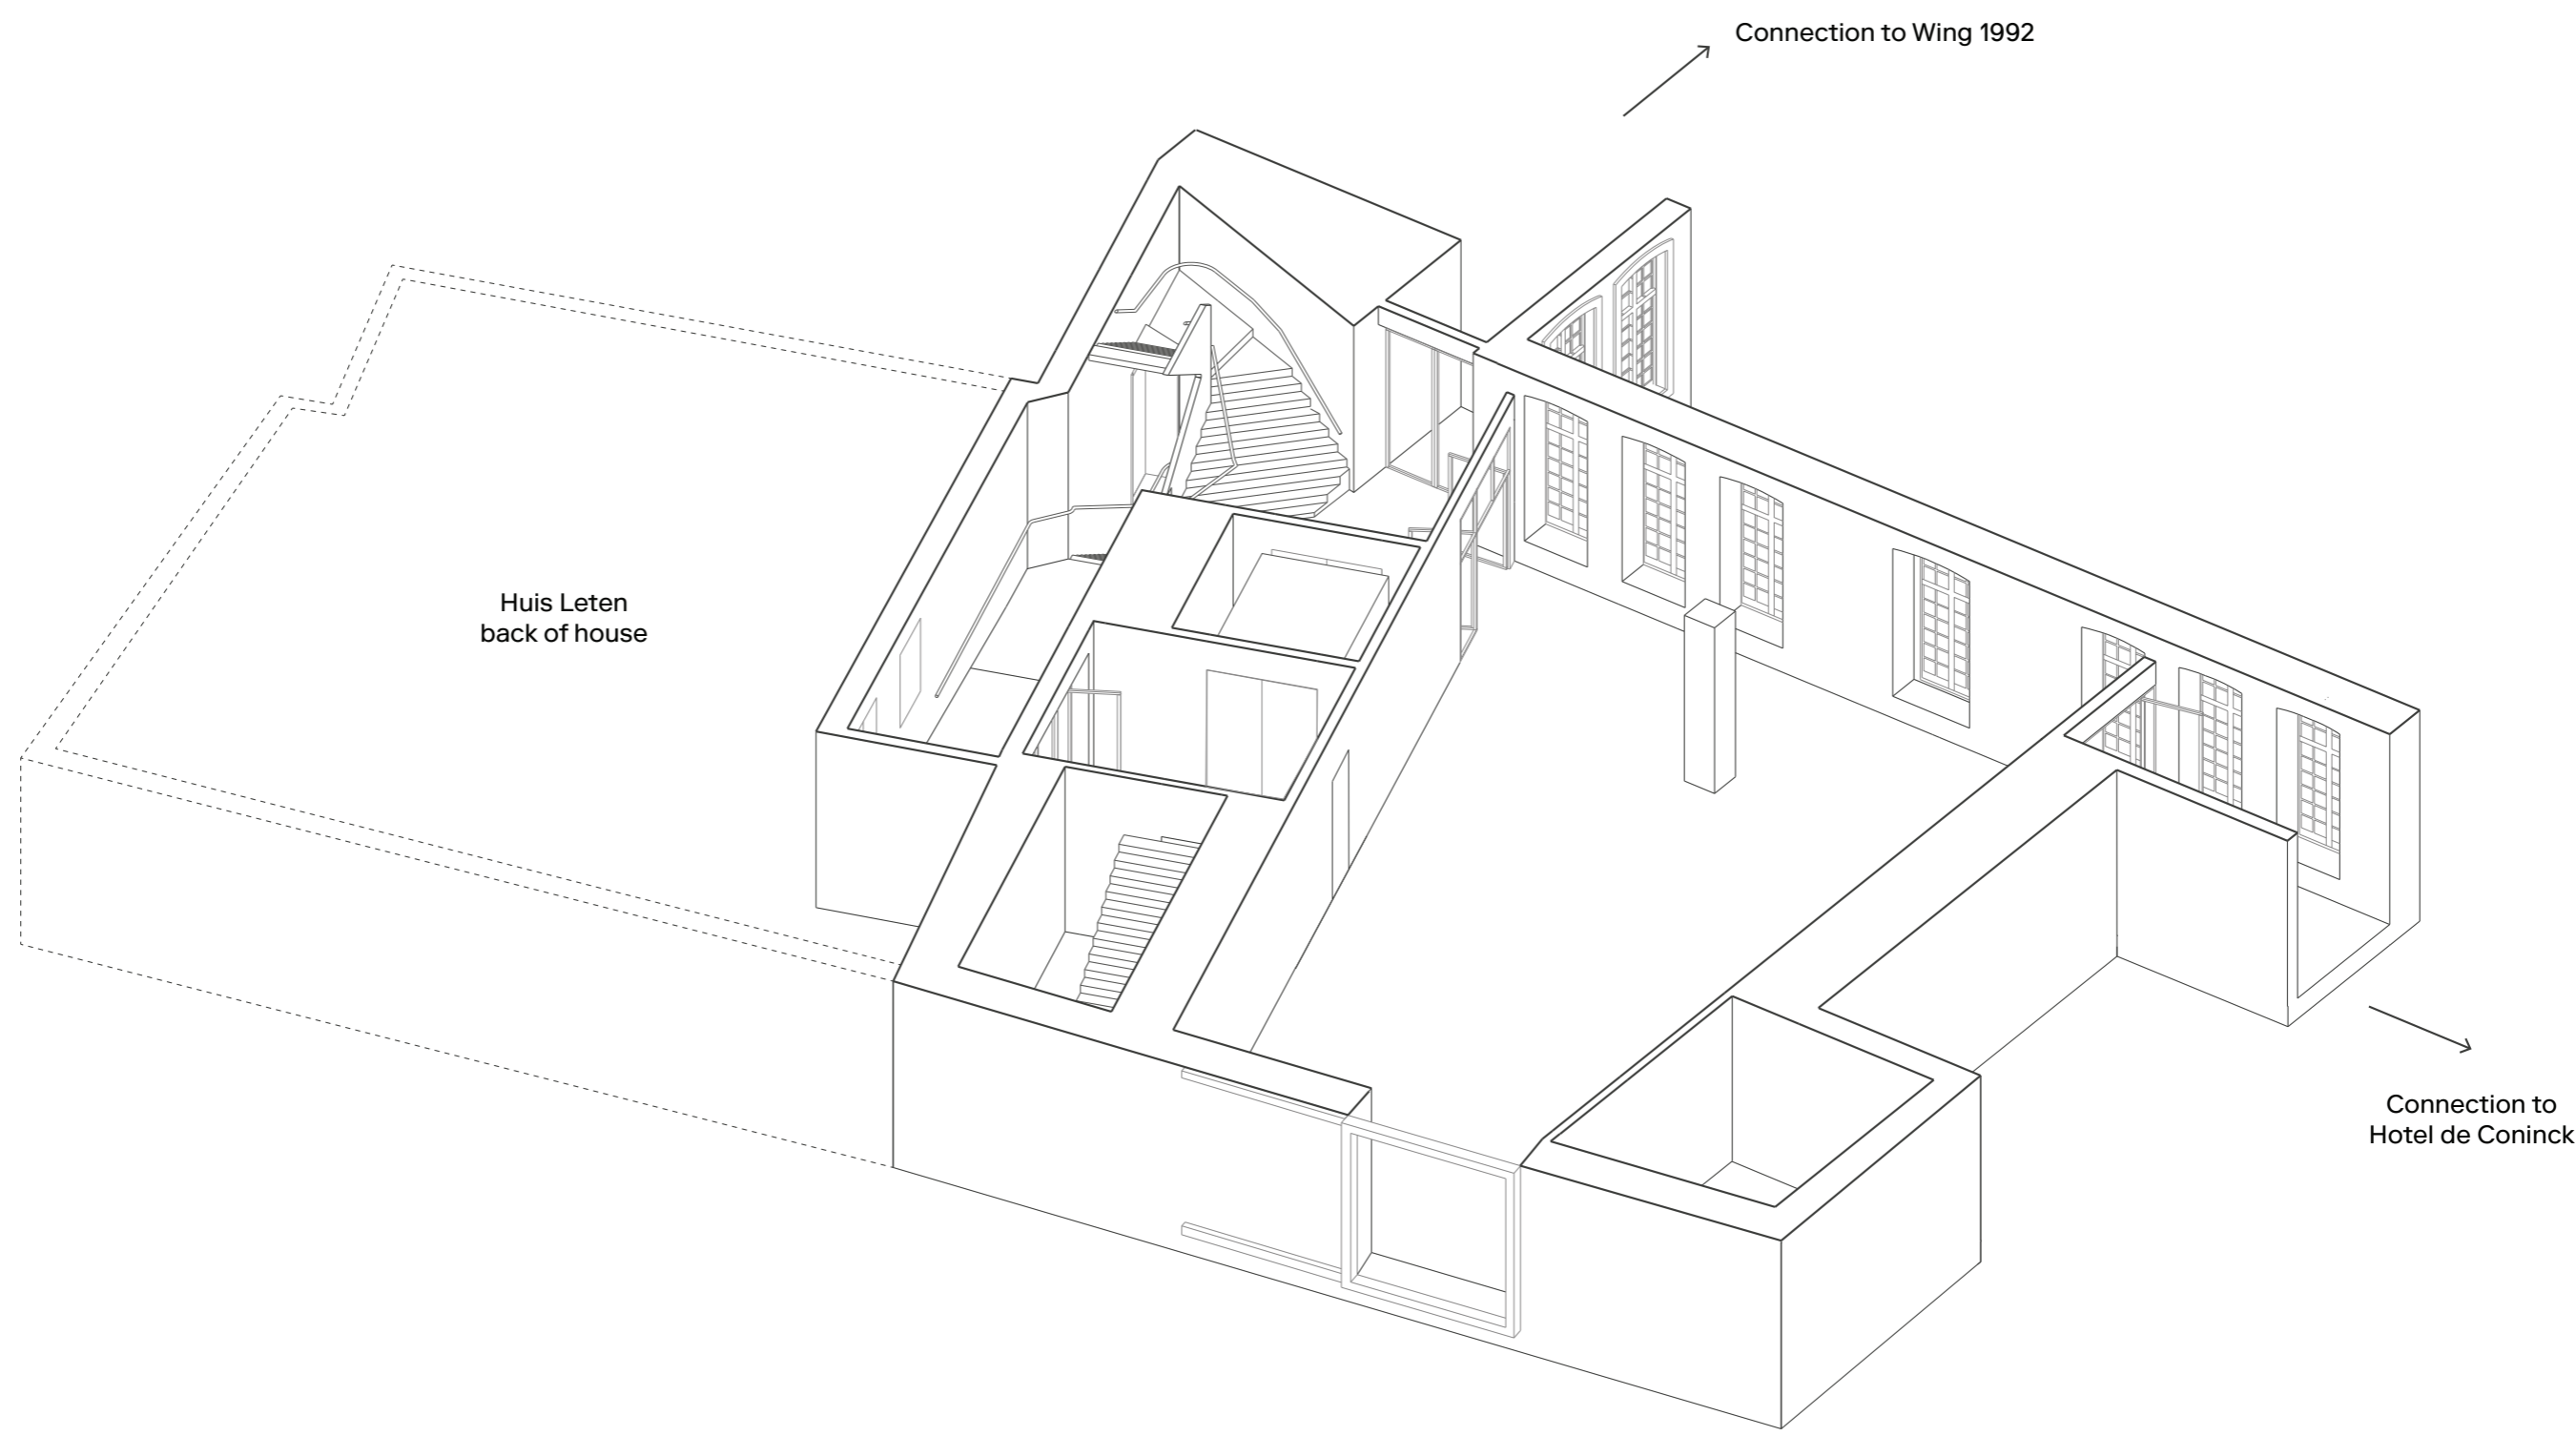 Connection to Wing 1992
Huis Leten
back of house
Connection to
Hotel de Coninck